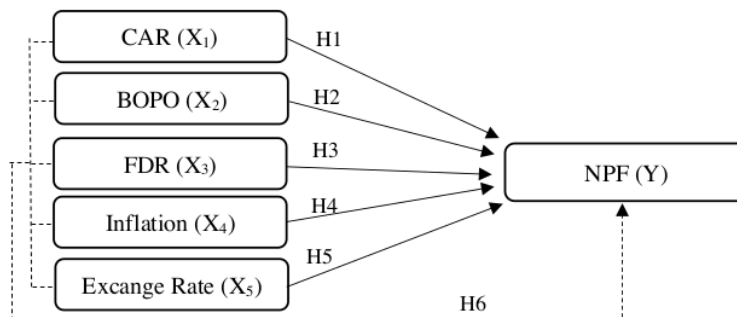 CAR (X₁)
H1
BOPO (X₂)
H2
FDR (X₃)
H3
NPF (Y)
Inflation (X₄)
H4
Excange Rate (X₅)
H5
H6